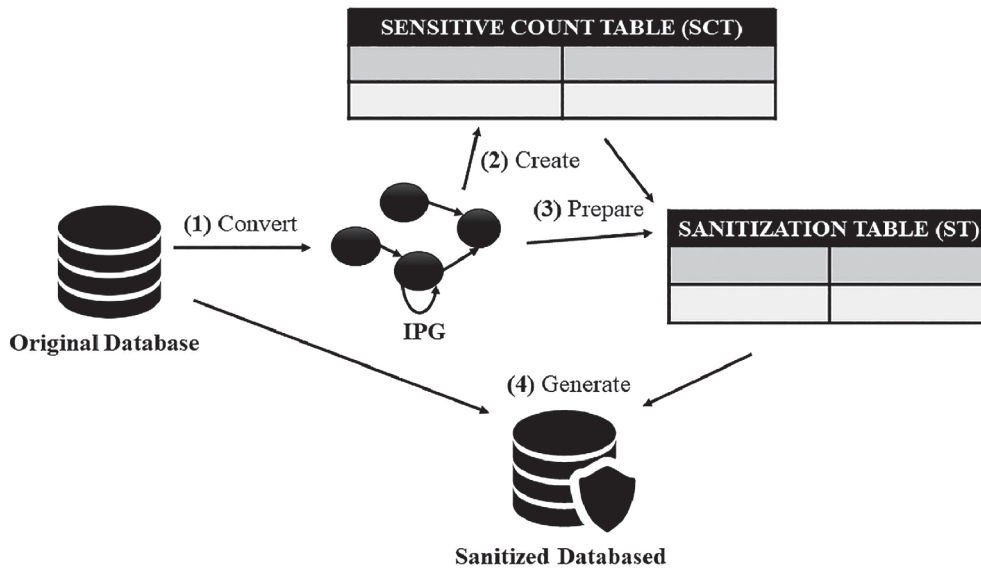 SENSITIVE COUNT TABLE (SCT)
(2) Create
(1) Convert
(3) Prepare
SANITIZATION TABLE (ST)
IPG
Original Database
(4) Generate
Sanitized Databased